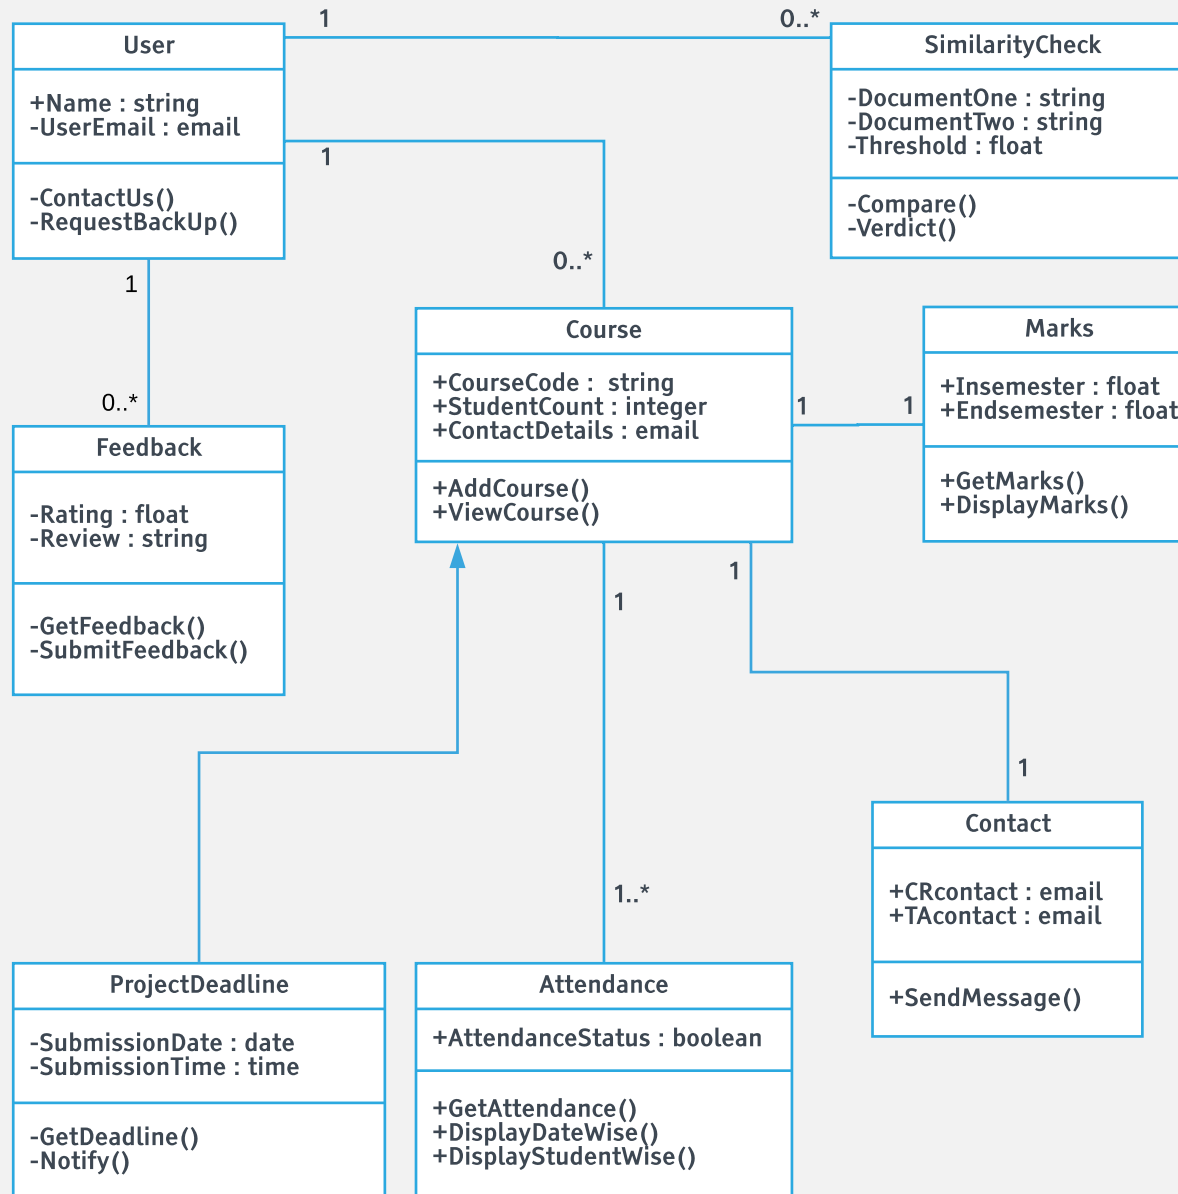 1
0..*
User
+Name : string
-UserEmail : email
-ContactUs()
-RequestBackUp()
SimilarityCheck
-DocumentOne : string
-DocumentTwo : string
-Threshold : float
-Compare()
-Verdict()
1
0..*
1
0..*
Course
+CourseCode :  string
+StudentCount : integer
+ContactDetails : email
+AddCourse()
+ViewCourse()
1
1
Marks
+Insemester : float
+Endsemester : float
+GetMarks()
+DisplayMarks()
Feedback
-Rating : float
-Review : string
-GetFeedback()
-SubmitFeedback()
1
1
1
1..*
Contact
+CRcontact : email
+TAcontact : email
+SendMessage()
ProjectDeadline
-SubmissionDate : date
-SubmissionTime : time
-GetDeadline()
-Notify()
Attendance
+AttendanceStatus : boolean
+GetAttendance()
+DisplayDateWise()
+DisplayStudentWise()